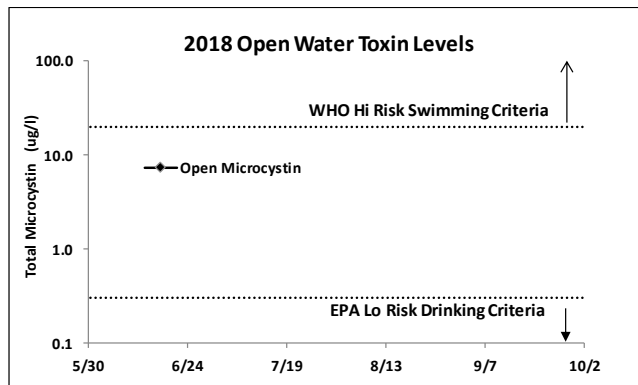 2018 Open Water Toxin Levels
100.0
WHO Hi Risk Swimming Criteria
10.0
Open Microcystin
Total Microcystin (ug/l)
1.0
EPA Lo Risk Drinking Criteria
0.1
5/30 6/24 7/19 8/13 9/7 10/2